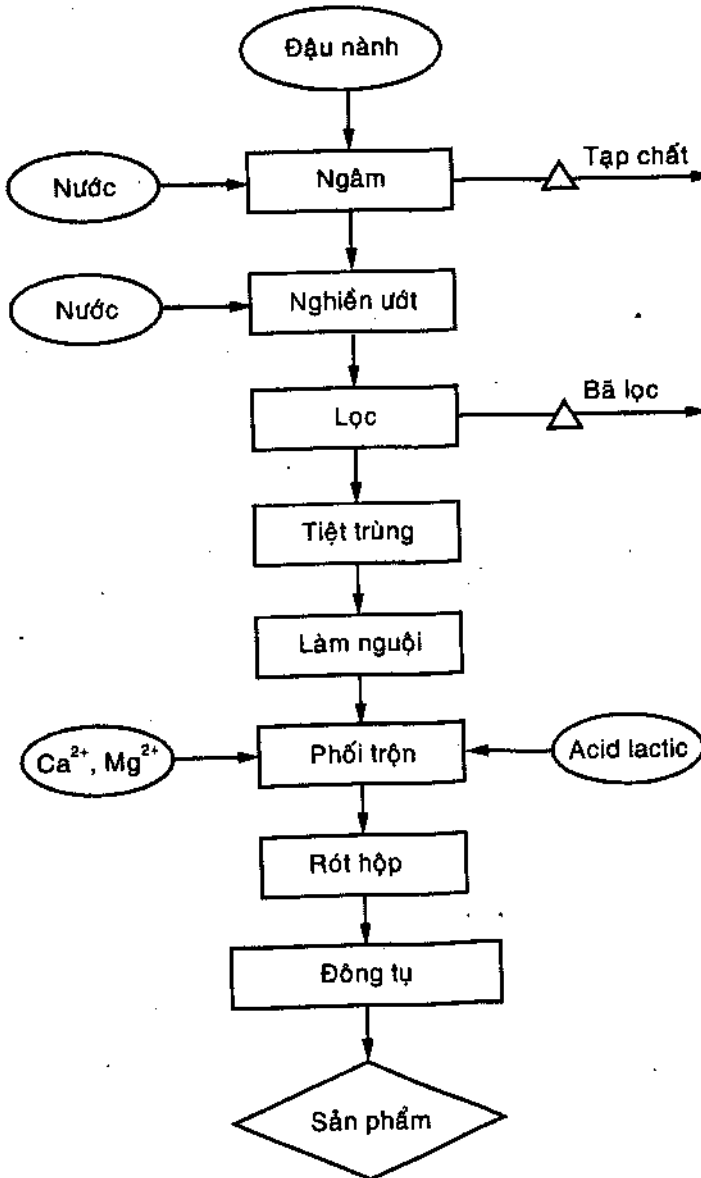 Đậu nành
Tạp chất
Nước
Ngâm
Nước
Nghiền ướt
Bã lọc
Lọc
Tiệt trùng
Làm nguội
Ca²⁺, Mg²⁺
Phối trộn
Acid lactic
Rót hộp
Đông tụ
Sản phẩm